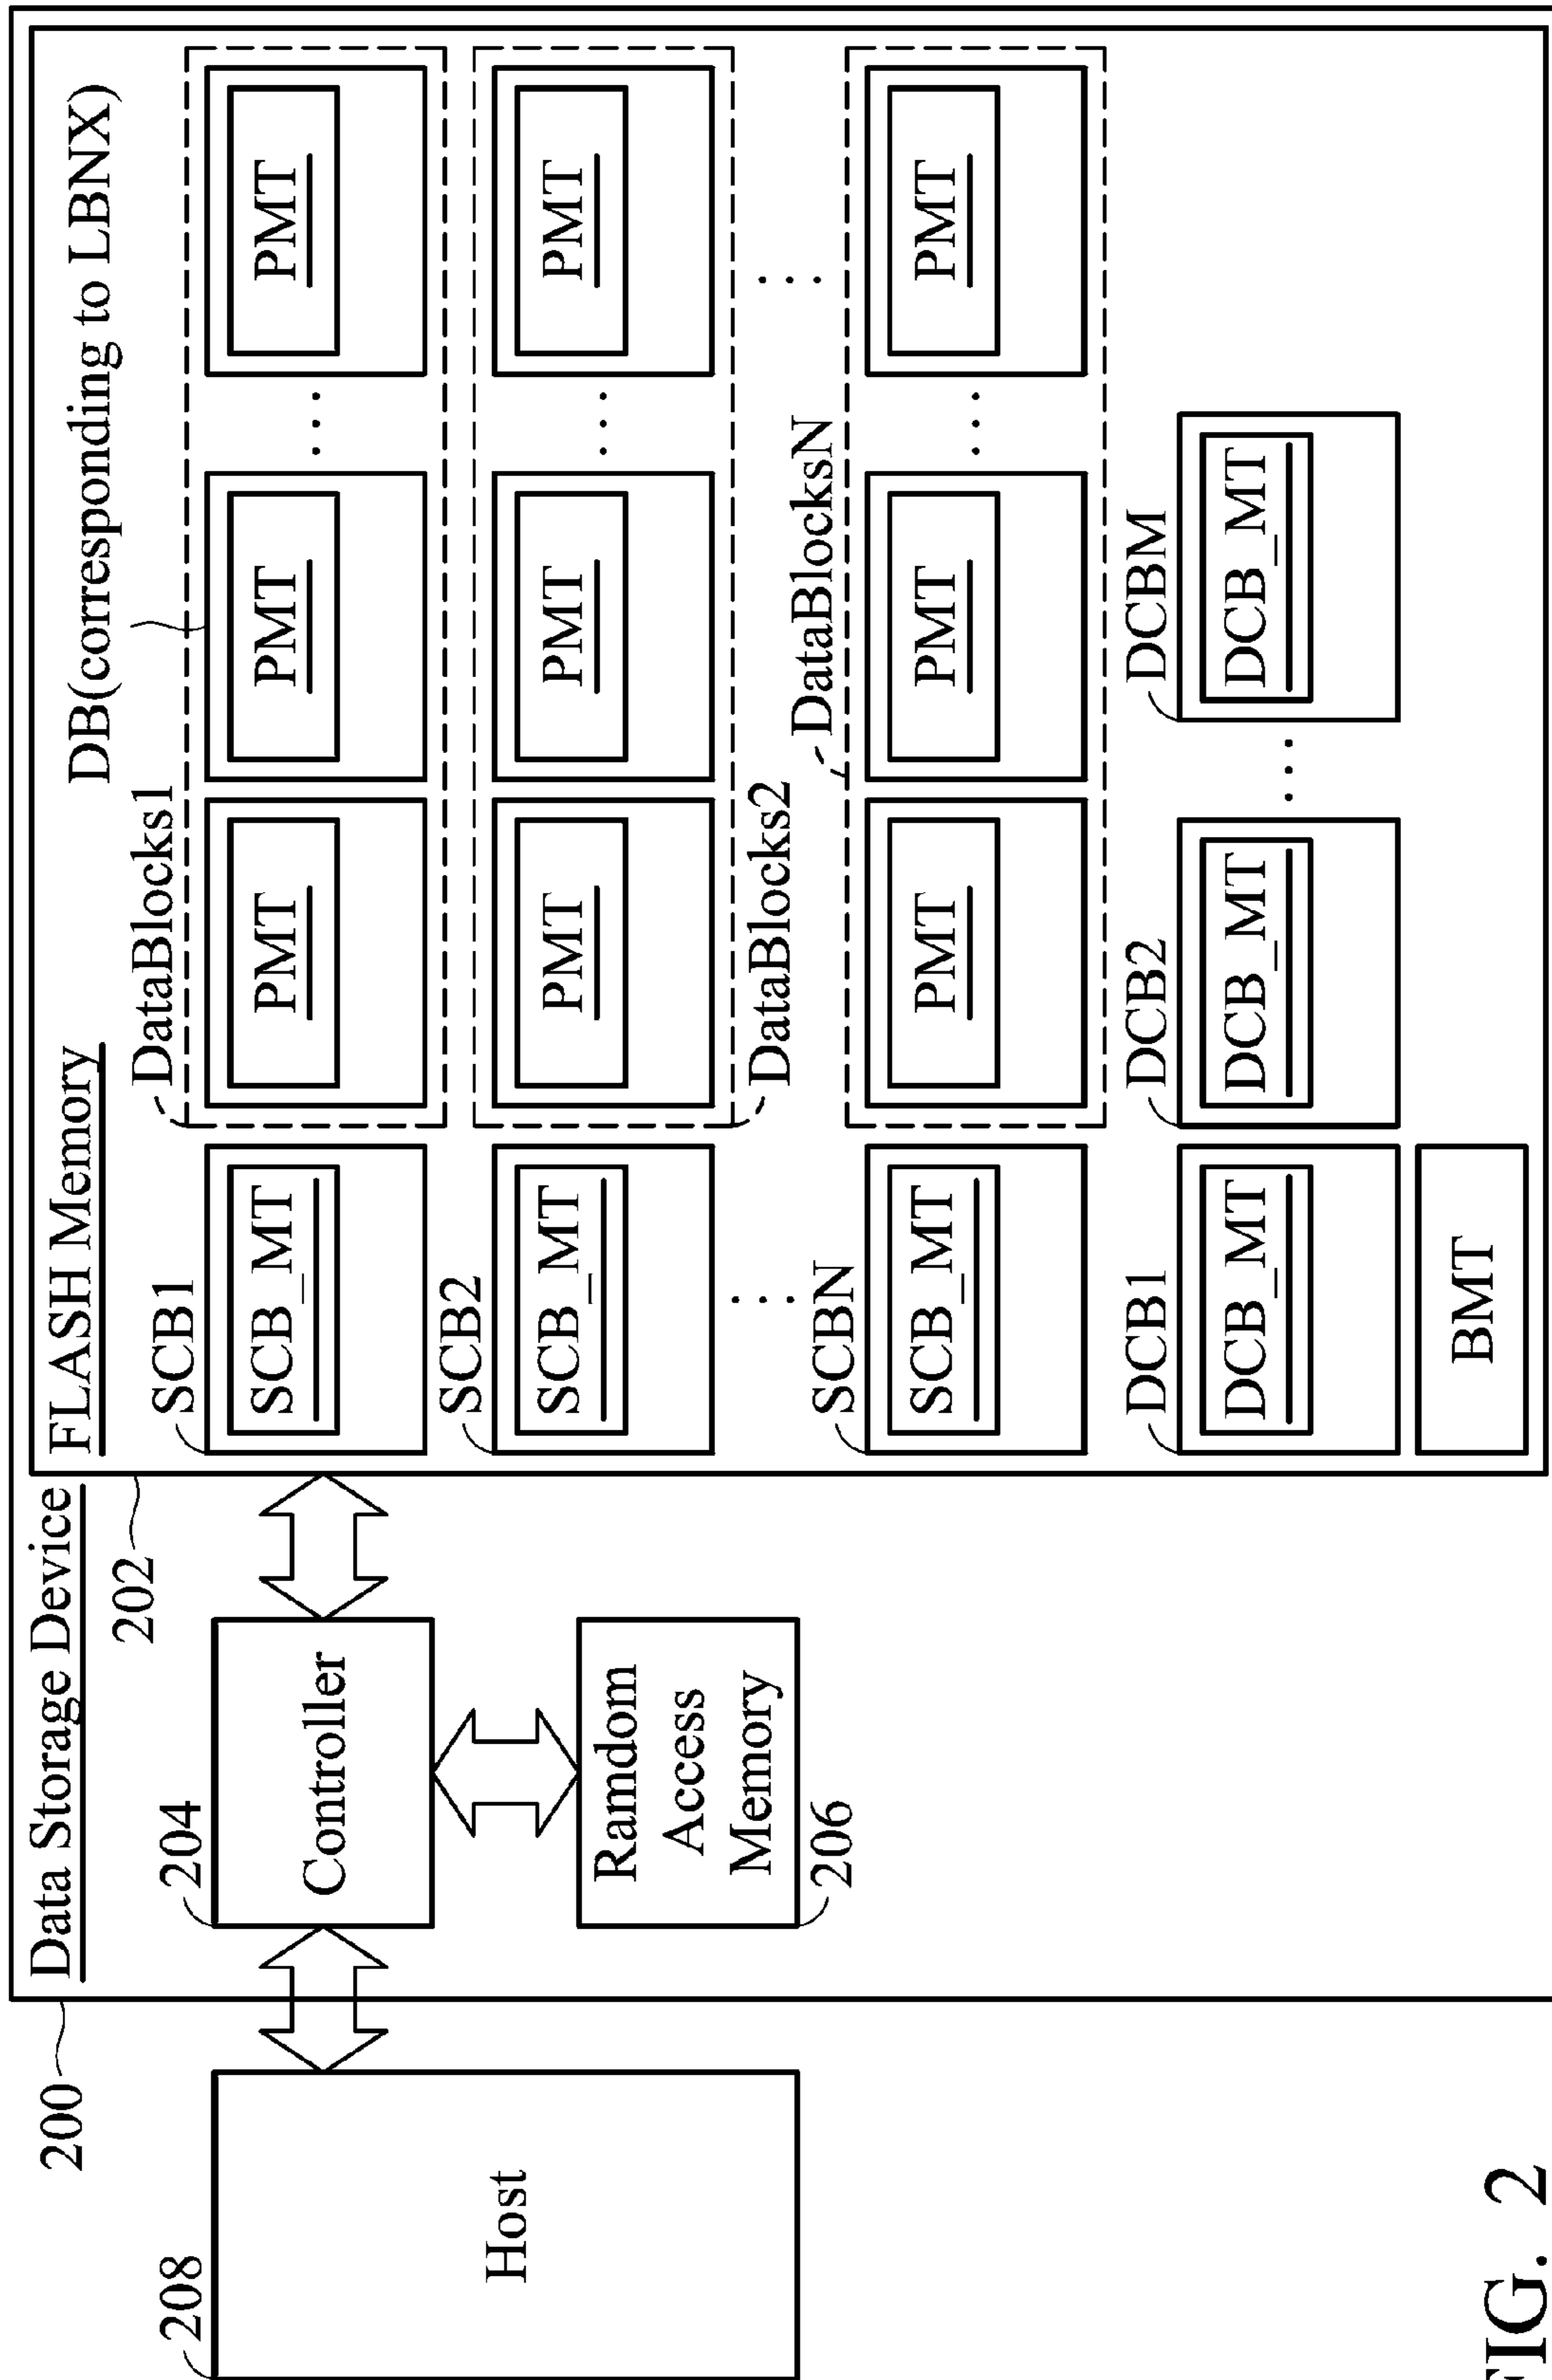 200
Data Storage Device
FLASH Memory
202
208
Host
204
Controller
Ramdom
Access
Memory
206
DB(corresponding to LBNX)
SCB1
SCB_MT
DataBlocks1
PMT
PMT
...
PMT
SCB2
SCB_MT
PMT
PMT
...
PMT
DataBlocks2
...
...
SCBN
SCB_MT
DataBlocksN
PMT
PMT
...
PMT
DCB1
DCB_MT
DCB2
DCB_MT
...
DCBM
DCB_MT
BMT
FIG. 2